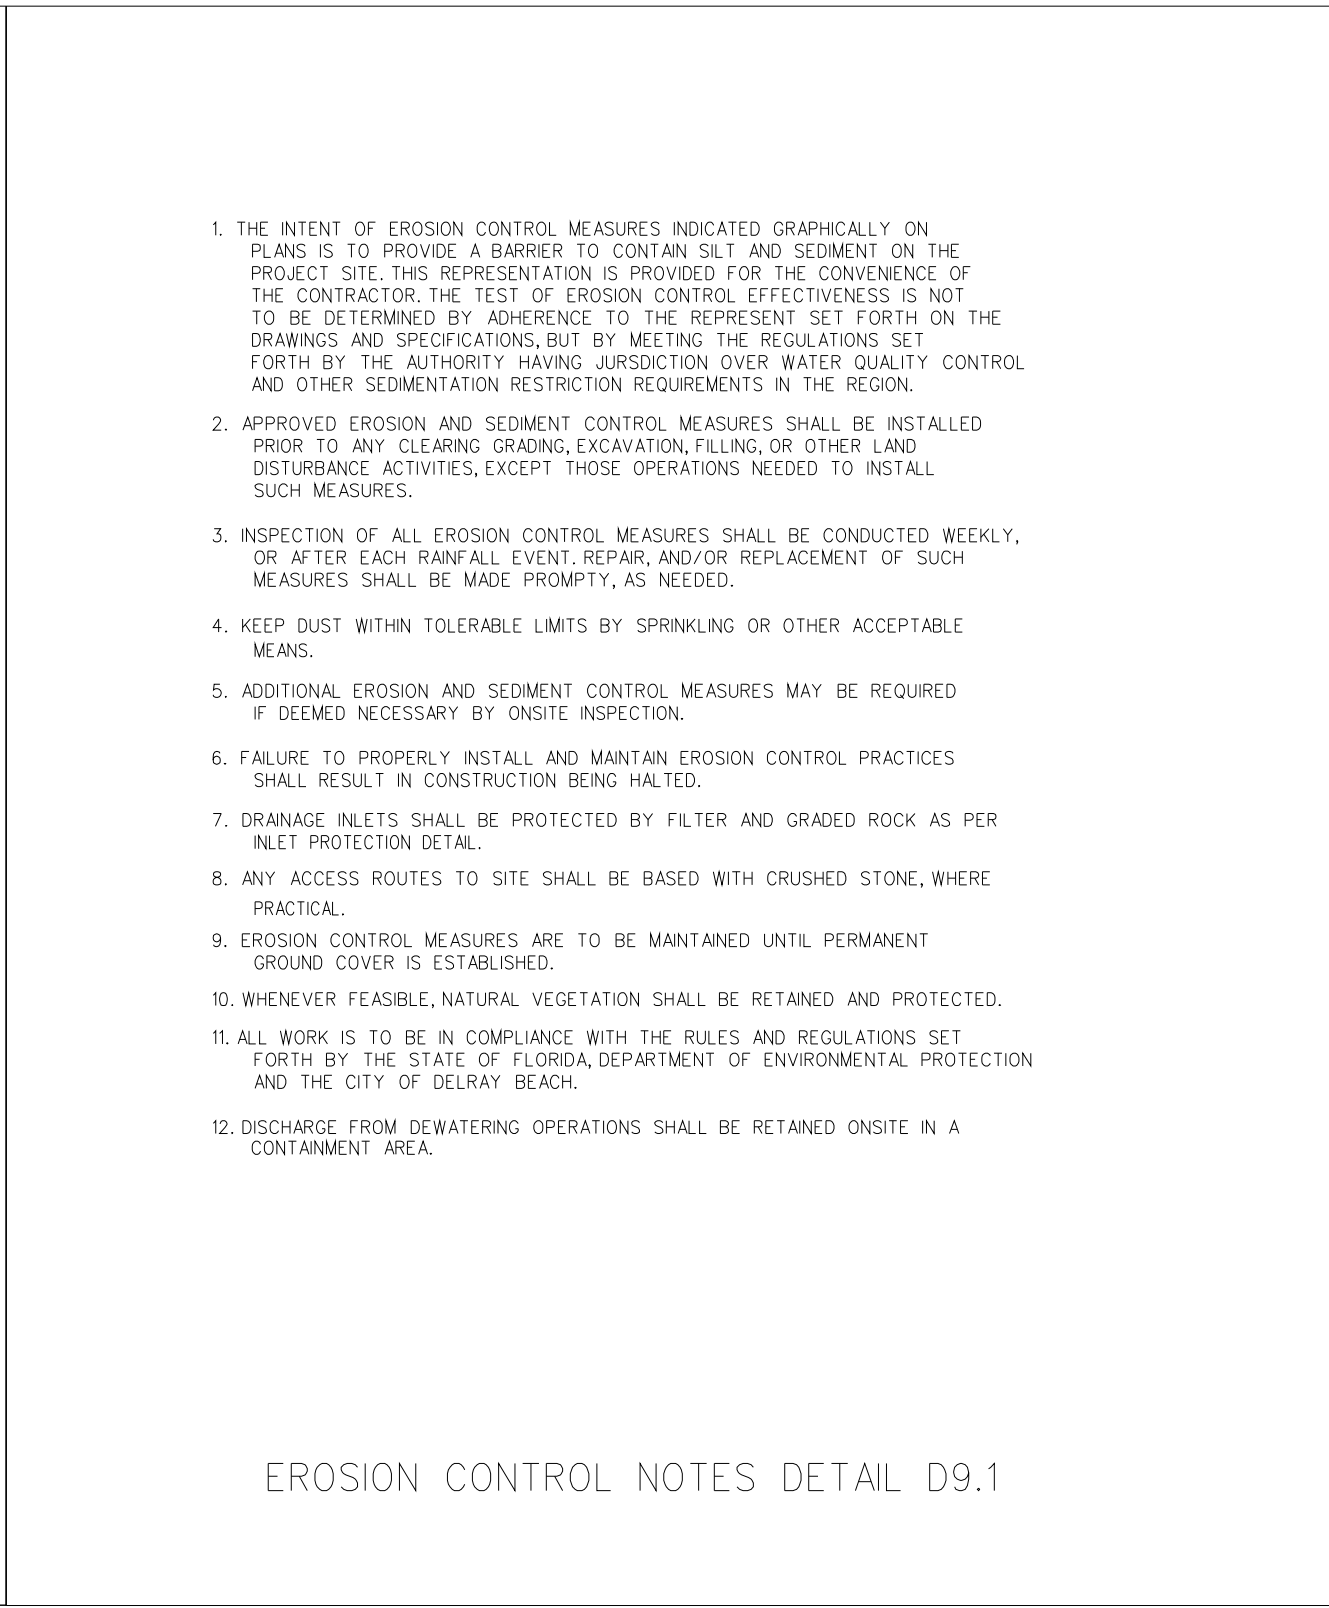 1. THE INTENT OF EROSION CONTROL MEASURES INDICATED GRAPHICALLY ON
PLANS IS TO PROVIDE A BARRIER TO CONTAIN SILT AND SEDIMENT ON THE
PROJECT SITE. THIS REPRESENTATION IS PROVIDED FOR THE CONVENIENCE OF
THE CONTRACTOR. THE TEST OF EROSION CONTROL EFFECTIVENESS IS NOT
TO BE DETERMINED BY ADHERENCE TO THE REPRESENT SET FORTH ON THE
DRAWINGS AND SPECIFICATIONS, BUT BY MEETING THE REGULATIONS SET
FORTH BY THE AUTHORITY HAVING JURSDICTION OVER WATER QUALITY CONTROL
AND OTHER SEDIMENTATION RESTRICTION REQUIREMENTS IN THE REGION.
2. APPROVED EROSION AND SEDIMENT CONTROL MEASURES SHALL BE INSTALLED
PRIOR TO ANY CLEARING GRADING, EXCAVATION, FILLING, OR OTHER LAND
DISTURBANCE ACTIVITIES, EXCEPT THOSE OPERATIONS NEEDED TO INSTALL
SUCH MEASURES.
3. INSPECTION OF ALL EROSION CONTROL MEASURES SHALL BE CONDUCTED WEEKLY,
OR AFTER EACH RAINFALL EVENT. REPAIR, AND/OR REPLACEMENT OF SUCH
MEASURES SHALL BE MADE PROMPTY, AS NEEDED.
4. KEEP DUST WITHIN TOLERABLE LIMITS BY SPRINKLING OR OTHER ACCEPTABLE
MEANS.
5. ADDITIONAL EROSION AND SEDIMENT CONTROL MEASURES MAY BE REQUIRED
IF DEEMED NECESSARY BY ONSITE INSPECTION.
6. FAILURE TO PROPERLY INSTALL AND MAINTAIN EROSION CONTROL PRACTICES
SHALL RESULT IN CONSTRUCTION BEING HALTED.
7. DRAINAGE INLETS SHALL BE PROTECTED BY FILTER AND GRADED ROCK AS PER
INLET PROTECTION DETAIL.
8. ANY ACCESS ROUTES TO SITE SHALL BE BASED WITH CRUSHED STONE, WHERE
PRACTICAL.
9. EROSION CONTROL MEASURES ARE TO BE MAINTAINED UNTIL PERMANENT
GROUND COVER IS ESTABLISHED.
10. WHENEVER FEASIBLE, NATURAL VEGETATION SHALL BE RETAINED AND PROTECTED.
11. ALL WORK IS TO BE IN COMPLIANCE WITH THE RULES AND REGULATIONS SET
FORTH BY THE STATE OF FLORIDA, DEPARTMENT OF ENVIRONMENTAL PROTECTION
AND THE CITY OF DELRAY BEACH.
12. DISCHARGE FROM DEWATERING OPERATIONS SHALL BE RETAINED ONSITE IN A
CONTAINMENT AREA.
EROSION CONTROL NOTES DETAIL D9.1